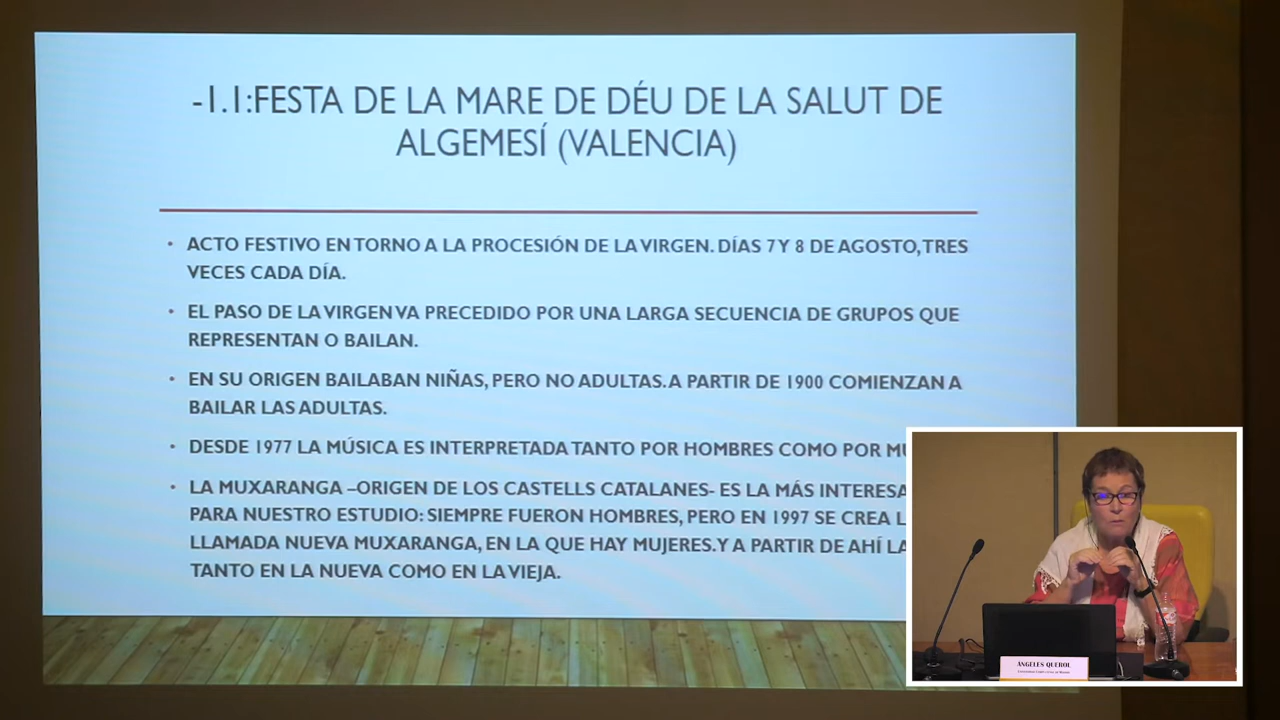 -1.1:FESTA DE LA MARE DE DÉU DE LA SALUT DE
ALGEMESÍ (VALENCIA)
• ACTO FESTIVO EN TORNO A LA PROCESIÓN DE LA VIRGEN. DÍAS 7 Y 8 DE AGOSTO, TRES
VECES CADA DÍA.
• EL PASO DE LA VIRGEN VA PRECEDIDO POR UNA LARGA SECUENCIA DE GRUPOS QUE
REPRESENTAN O BAILAN.
• EN SU ORIGEN BAILABAN NIÑAS, PERO NO ADULTAS. A PARTIR DE 1900 COMIENZAN A
BAILAR LAS ADULTAS.
• DESDE 1977 LA MÚSICA ES INTERPRETADA TANTO POR HOMBRES COMO POR
• LA MUXARANGA –ORIGEN DE LOS CASTELLS CATALANES- ES LA MÁS
PARA NUESTRO ESTUDIO: SIEMPRE FUERON HOMBRES, PERO EN 1997 SE CREA
LLAMADA NUEVA MUXARANGA, EN LA QUE HAY MUJERES. Y A PARTIR DE AHÍ
TANTO EN LA NUEVA COMO EN LA VIEJA.
ÁNGELES QUEROL